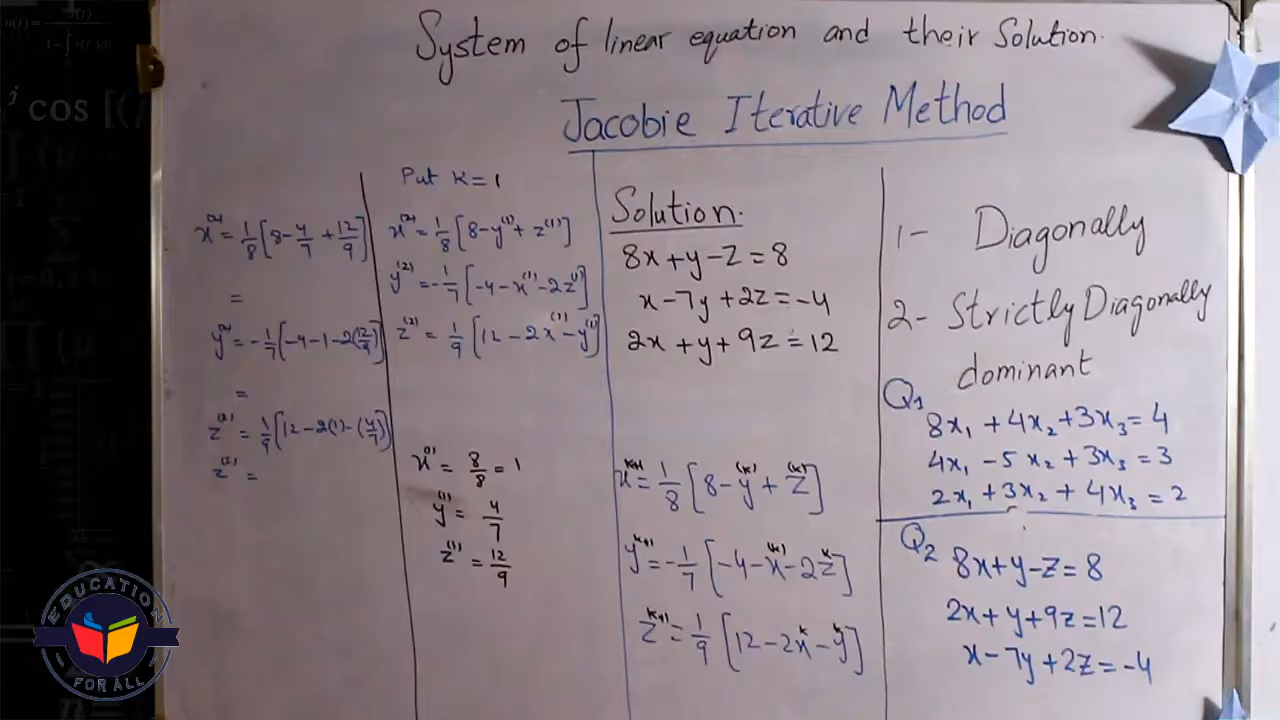 System of linear equation and their Solution.
Jacobie Iterative Method
1- Diagonally
2- Strictly Diagonally
dominant
Q1
8x₁ + 4x₂ + 3x₃ = 4
4x₁ - 5x₂ + 3x₃ = 3
2x₁ + 3x₂ + 4x₃ = 2
Q2
8x + y - z = 8
2x + y + 9z = 12
x - 7y + 2z = -4
Solution.
8x + y - z = 8
x - 7y + 2z = -4
2x + y + 9z = 12
x^(k+1) = 1/8 [8 - y^(k) + z^(k)]
y^(k+1) = -1/7 [-4 - x^(k) - 2z^k]
z^(k+1) = 1/9 [12 - 2x^k - y^k]
Put K = 1
x^(2) = 1/8 [8 - y^(1) + z^(1)]
y^(2) = -1/7 [-4 - x^(1) - 2z^(1)]
z^(2) = 1/9 [12 - 2x^(1) - y^(1)]
x^(1) = 8/8 = 1
y^(1) = 4/7
z^(1) = 12/9
x^(2) = 1/8 [8 - 4/7 + 12/9]
=
y^(2) = -1/7 [-4 - 1 - 2(12/9)]
=
z^(2) = 1/9 [12 - 2(1) - (4/7)]
z^(2) =
cos [(
EDUCATION
FOR ALL